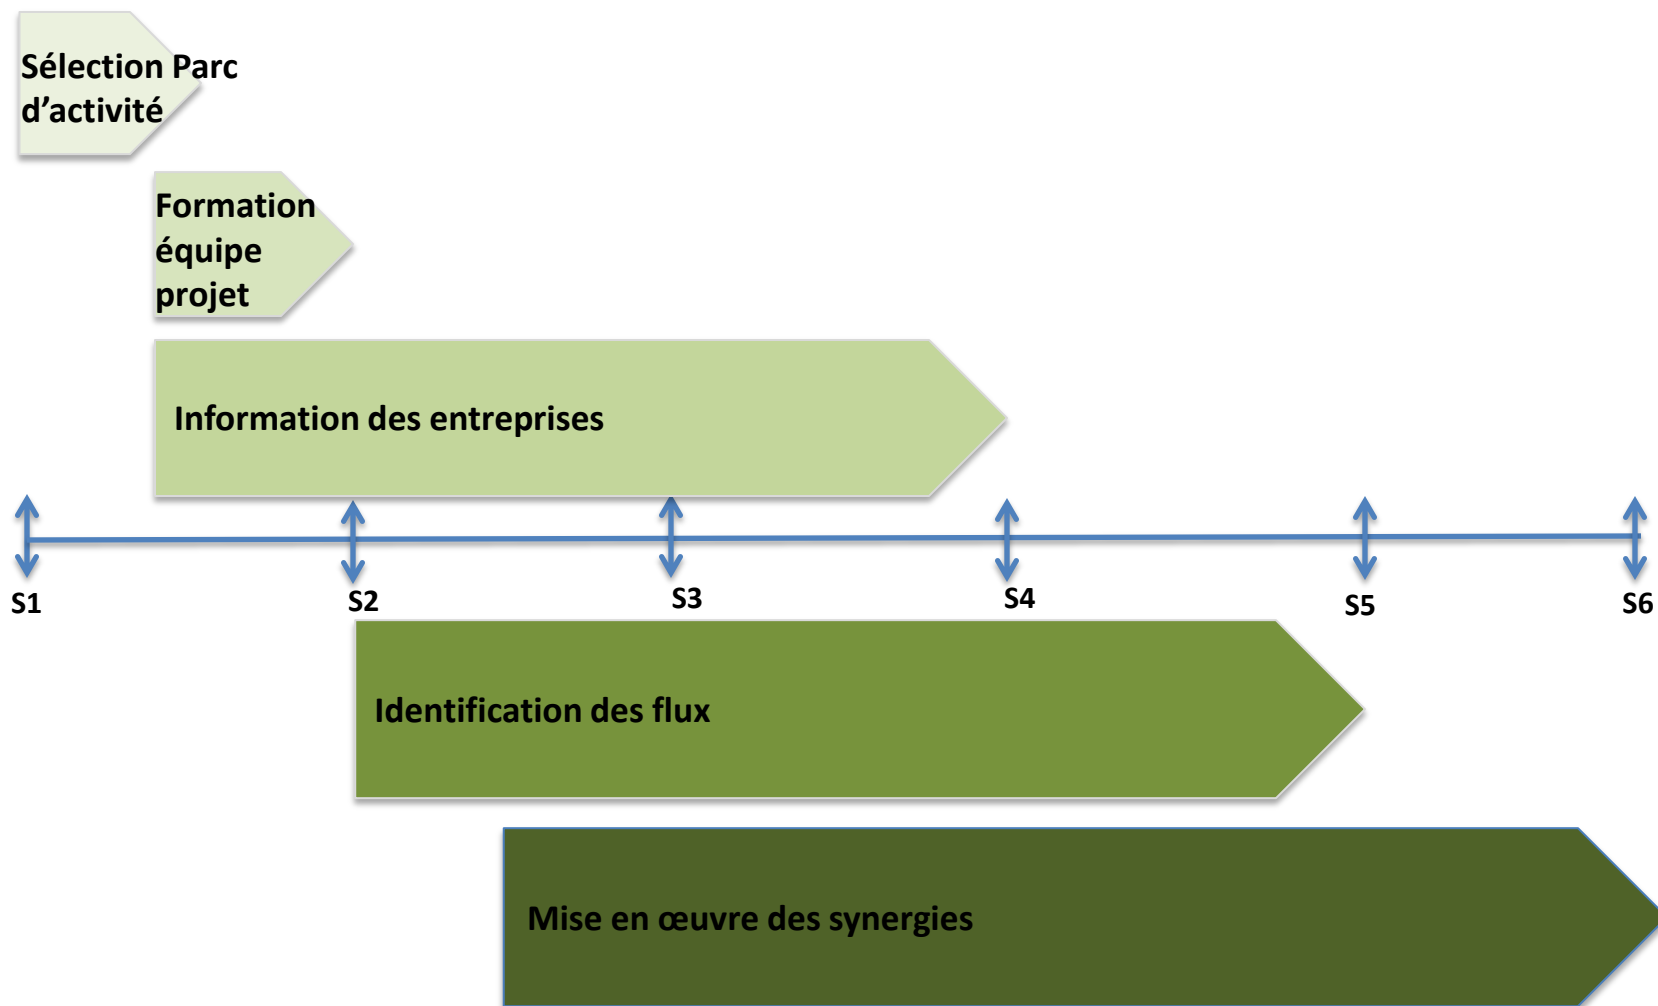 Sélection Parc
d’activité
Formation
équipe
projet
Information des entreprises
S1
S2
S3
S4
S5
S6
Identification des flux
Mise en œuvre des synergies